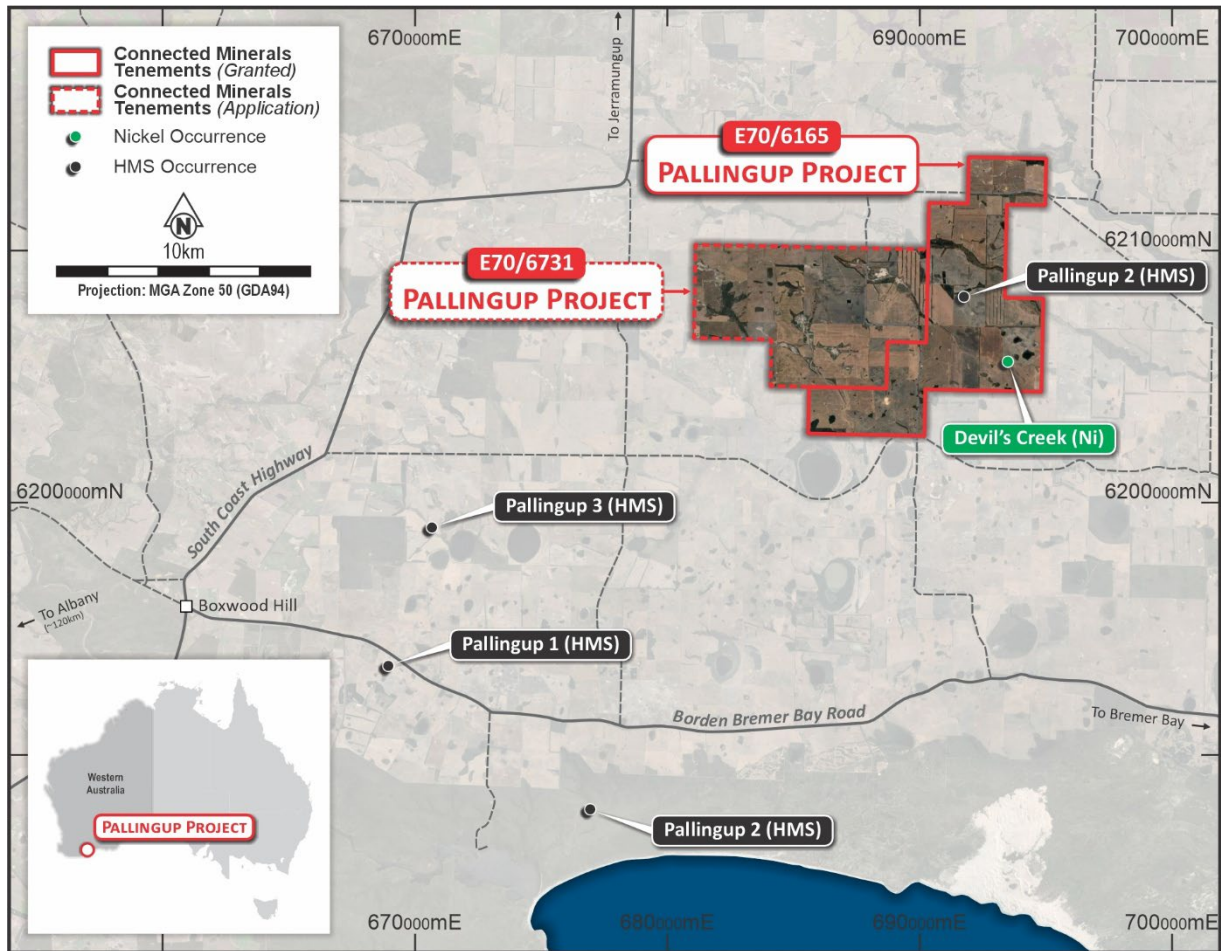 670000mE
690000mE
700000mE
Connected Minerals
Tenements (Granted)
Connected Minerals
Tenements (Application)
Nickel Occurrence
HMS Occurrence
N
10km
Projection: MGA Zone 50 (GDA94)
To Jerramungup
E70/6165
PALLINGUP PROJECT
6210000mN
E70/6731
PALLINGUP PROJECT
Pallingup 2 (HMS)
Devil's Creek (Ni)
South Coast Highway
6200000mN
6200000mN
Pallingup 3 (HMS)
To Albany
(~120km)
Boxwood Hill
Pallingup 1 (HMS)
Borden Bremer Bay Road
To Bremer Bay
Western
Australia
PALLINGUP PROJECT
Pallingup 2 (HMS)
670000mE
680000mE
690000mE
700000mE